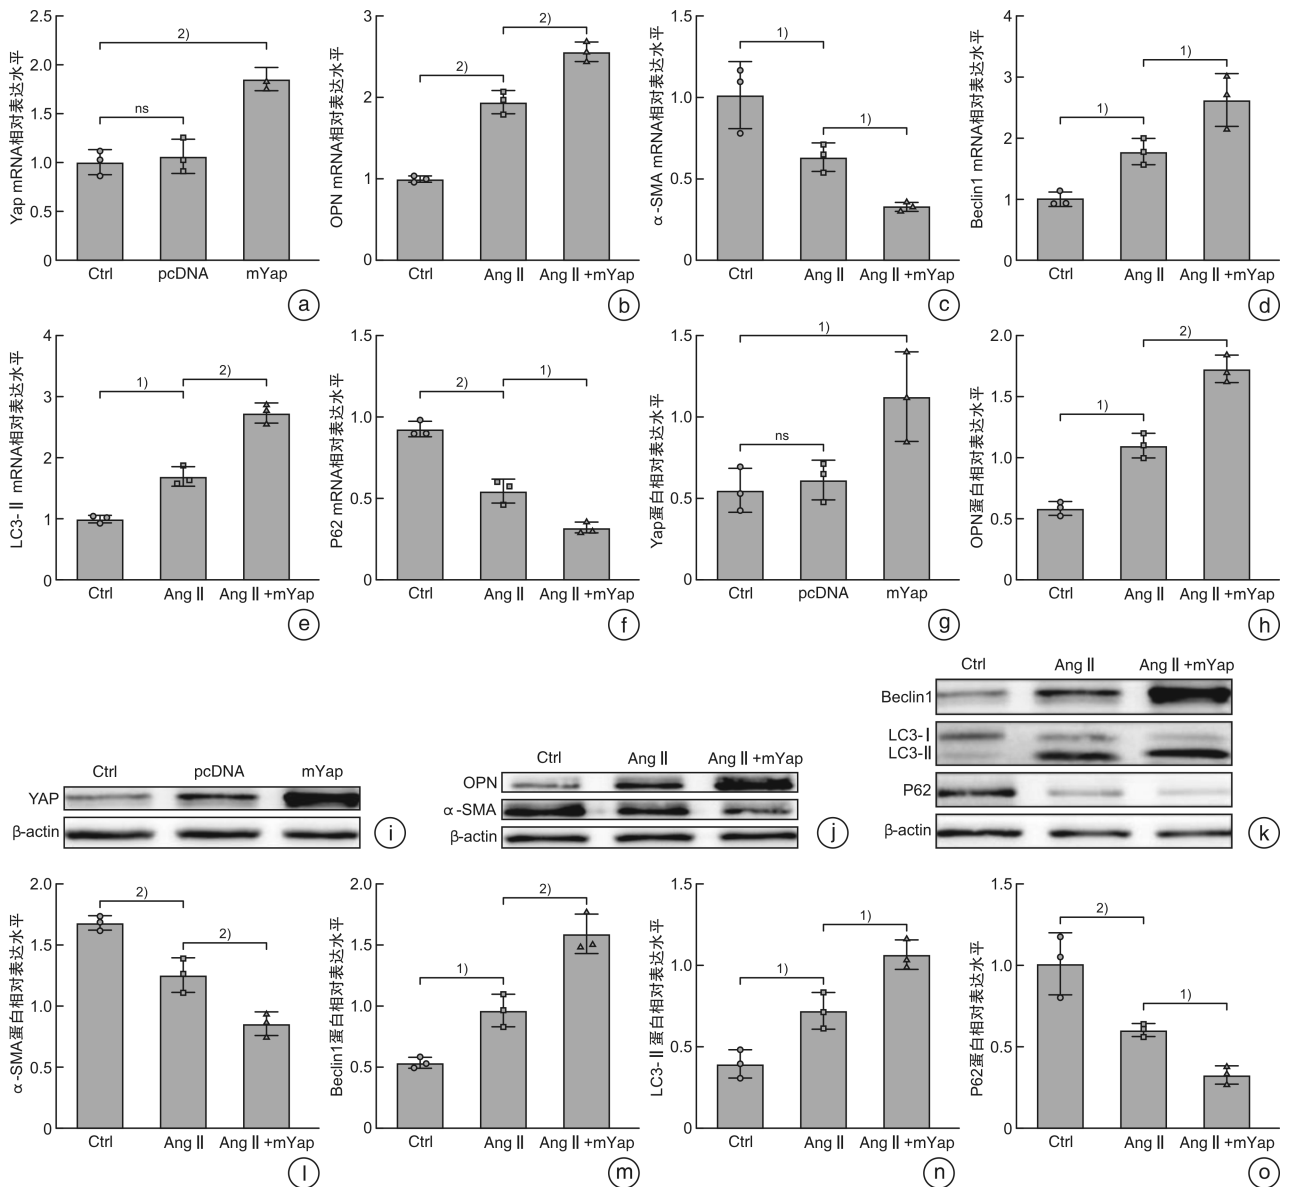 Yap mRNA相对表达水平
2.5
2.0
1.5
1.0
0.5
0
2)
ns
Ctrl pcDNA mYap
a
OPN mRNA相对表达水平
3
2
1
0
2)
2)
Ctrl Ang Ⅱ Ang Ⅱ+mYap
b
α-SMA mRNA相对表达水平
1.5
1.0
0.5
0
1)
1)
Ctrl Ang Ⅱ Ang Ⅱ+mYap
c
Beclin1 mRNA相对表达水平
4
3
2
1
0
1)
1)
Ctrl Ang Ⅱ Ang Ⅱ+mYap
d
LC3-Ⅱ mRNA相对表达水平
4
3
2
1
0
1)
2)
Ctrl Ang Ⅱ Ang Ⅱ+mYap
e
P62 mRNA相对表达水平
1.5
1.0
0.5
0
2)
1)
Ctrl Ang Ⅱ Ang Ⅱ+mYap
f
Yap蛋白相对表达水平
1.5
1.0
0.5
0
1)
ns
Ctrl pcDNA mYap
g
OPN蛋白相对表达水平
2.0
1.5
1.0
0.5
0
1)
2)
Ctrl Ang Ⅱ Ang Ⅱ+mYap
h
Ctrl pcDNA mYap
YAP
β-actin
i
Ctrl Ang Ⅱ Ang Ⅱ+mYap
OPN
α-SMA
β-actin
j
Ctrl Ang Ⅱ Ang Ⅱ+mYap
Beclin1
LC3-Ⅰ
LC3-Ⅱ
P62
β-actin
k
α-SMA蛋白相对表达水平
2.0
1.5
1.0
0.5
0
2)
2)
Ctrl Ang Ⅱ Ang Ⅱ+mYap
l
Beclin1蛋白相对表达水平
2.0
1.5
1.0
0.5
0
1)
2)
Ctrl Ang Ⅱ Ang Ⅱ+mYap
m
LC3-Ⅱ蛋白相对表达水平
1.5
1.0
0.5
0
1)
1)
Ctrl Ang Ⅱ Ang Ⅱ+mYap
n
P62蛋白相对表达水平
1.5
1.0
0.5
0
2)
1)
Ctrl Ang Ⅱ Ang Ⅱ+mYap
o